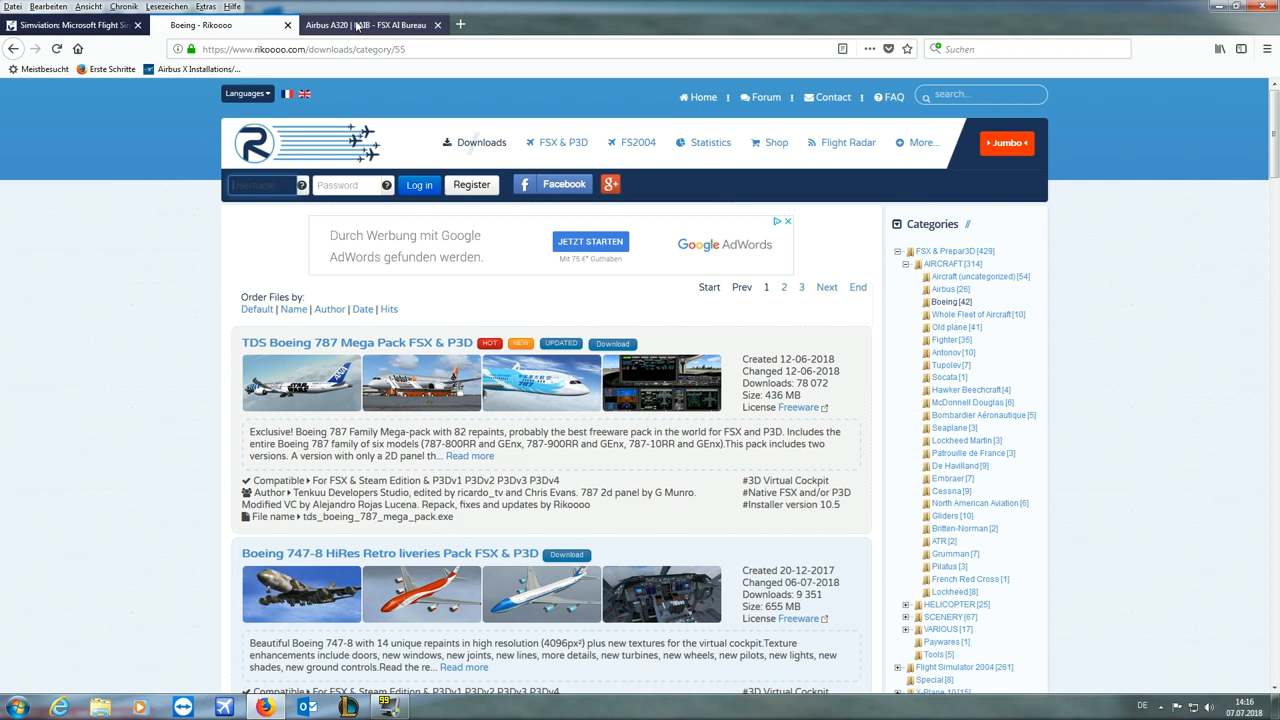 Datei Bearbeiten Ansicht Chronik Lesezeichen Extras Hilfe
Simviation: Microsoft Flight Sim
Boeing - Rikoooo
Airbus A320 | IB - FSX AI Bureau
https://www.rikoooo.com/downloads/category/55
Suchen
Meistbesucht Erste Schritte Airbus X Installations/...
Languages
Home Forum Contact FAQ search...
Downloads FSX & P3D FS2004 Statistics Shop Flight Radar More... Jumbo
Password Log in Register Facebook
Durch Werbung mit Google
AdWords gefunden werden.
JETZT STARTEN
Mit 75 €* Guthaben
Google AdWords
Start Prev 1 2 3 Next End
Order Files by:
Default | Name | Author | Date | Hits
TDS Boeing 787 Mega Pack FSX & P3D HOT NEW UPDATED Download
Created 12-06-2018
Changed 12-06-2018
Downloads: 78 072
Size: 436 MB
License Freeware
Exclusive! Boeing 787 Family Mega-pack with 82 repaints, probably the best freeware pack in the world for FSX and P3D. Includes the
entire Boeing 787 family of six models (787-800RR and GEnx, 787-900RR and GEnx, 787-10RR and GEnx).This pack includes two
versions. A version with only a 2D panel th... Read more
Compatible For FSX & Steam Edition & P3Dv1 P3Dv2 P3Dv3 P3Dv4
Author Tenkuu Developers Studio, edited by ricardo_tv and Chris Evans. 787 2d panel by G Munro.
Modified VC by Alejandro Rojas Lucena. Repack, fixes and updates by Rikoooo
File name tds_boeing_787_mega_pack.exe
#3D Virtual Cockpit
#Native FSX and/or P3D
#Installer version 10.5
Boeing 747-8 HiRes Retro liveries Pack FSX & P3D Download
Created 20-12-2017
Changed 06-07-2018
Downloads: 9 351
Size: 655 MB
License Freeware
Beautiful Boeing 747-8 with 14 unique repaints in high resolution (4096px²) plus new textures for the virtual cockpit.Texture
enhancements include doors, new windows, new joints, new lines, more details, new turbines, new wheels, new pilots, new lights, new
shades, new ground controls.Read the re... Read more
Compatible For FSX & Steam Edition & P3Dv1 P3Dv2 P3Dv3 P3Dv4
#3D Virtual Cockpit
Categories //
FSX & Prepar3D [429]
AIRCRAFT [314]
Aircraft (uncategorized) [54]
Airbus [26]
Boeing [42]
Whole Fleet of Aircraft [10]
Old plane [41]
Fighter [35]
Antonov [10]
Tupolev [7]
Socata [1]
Hawker Beechcraft [4]
McDonnell Douglas [6]
Bombardier Aéronautique [5]
Seaplane [3]
Lockheed Martin [3]
Patrouille de France [3]
De Havilland [9]
Embraer [7]
Cessna [9]
North American Aviation [6]
Gliders [10]
Britten-Norman [2]
ATR [2]
Grumman [7]
Pilatus [3]
French Red Cross [1]
Lockheed [8]
HELICOPTER [25]
SCENERY [67]
VARIOUS [17]
Paywares [1]
Tools [5]
Flight Simulator 2004 [261]
Special [8]
X-Plane 10 [15]
DE
14:16
07.07.2018